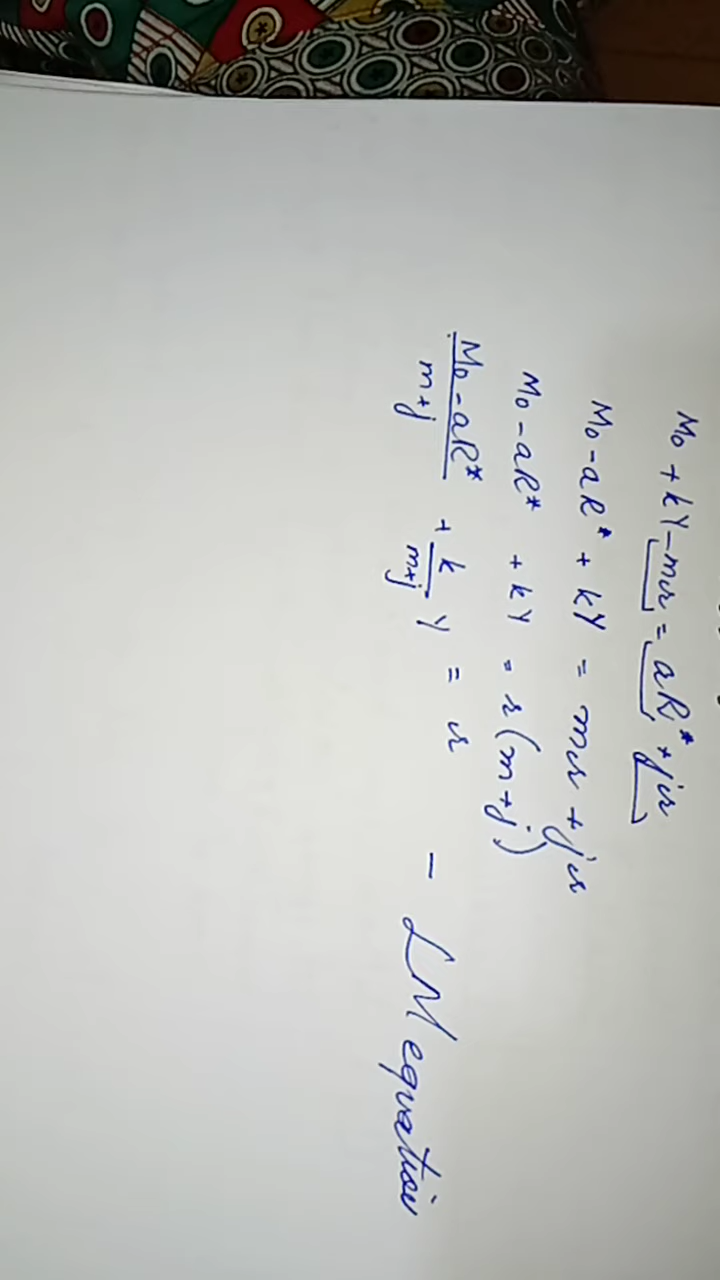 M₀ + kY - mr = aR* + jr
M₀ - aR* + kY = mr + jr
M₀ - aR* + kY = r(m+j)
M₀ - aR*/m+j + k/m+j Y = r - LM equation